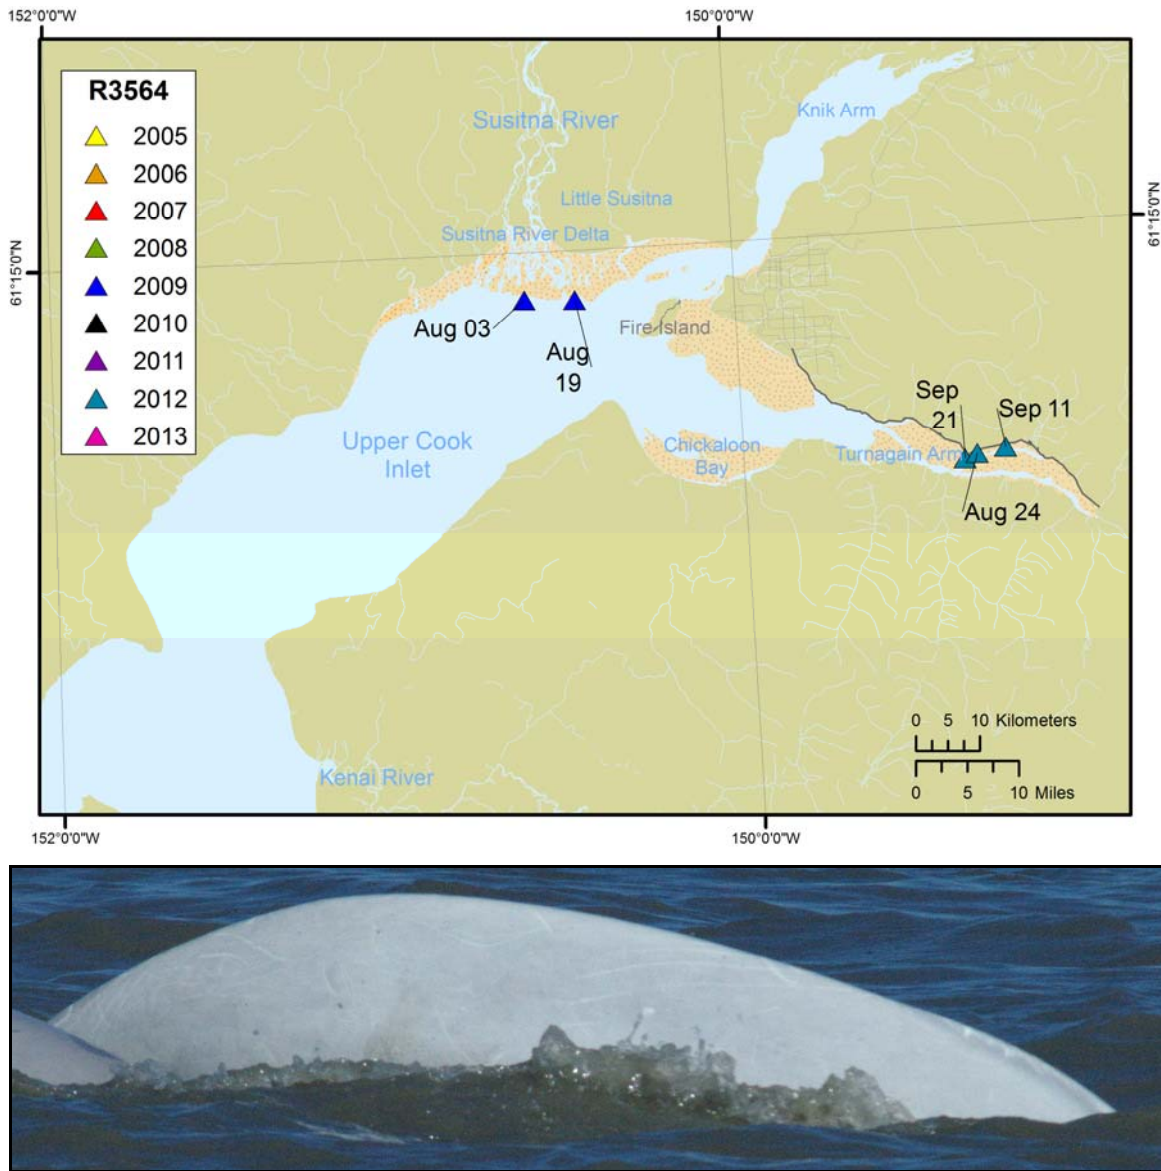 152°0'0"W
150°0'0"W
R3564
2005
2006
2007
2008
2009
2010
2011
2012
2013
Knik Arm
Susitna River
Little Susitna
Susitna River Delta
61°15'0"N
61°15'0"N
Aug 03
Aug
19
Fire Island
Sep
21
Sep 11
Upper Cook
Inlet
Chickaloon
Bay
Turnagain Arm
Aug 24
0 5 10 Kilometers
0 5 10 Miles
Kenai River
152°0'0"W
150°0'0"W